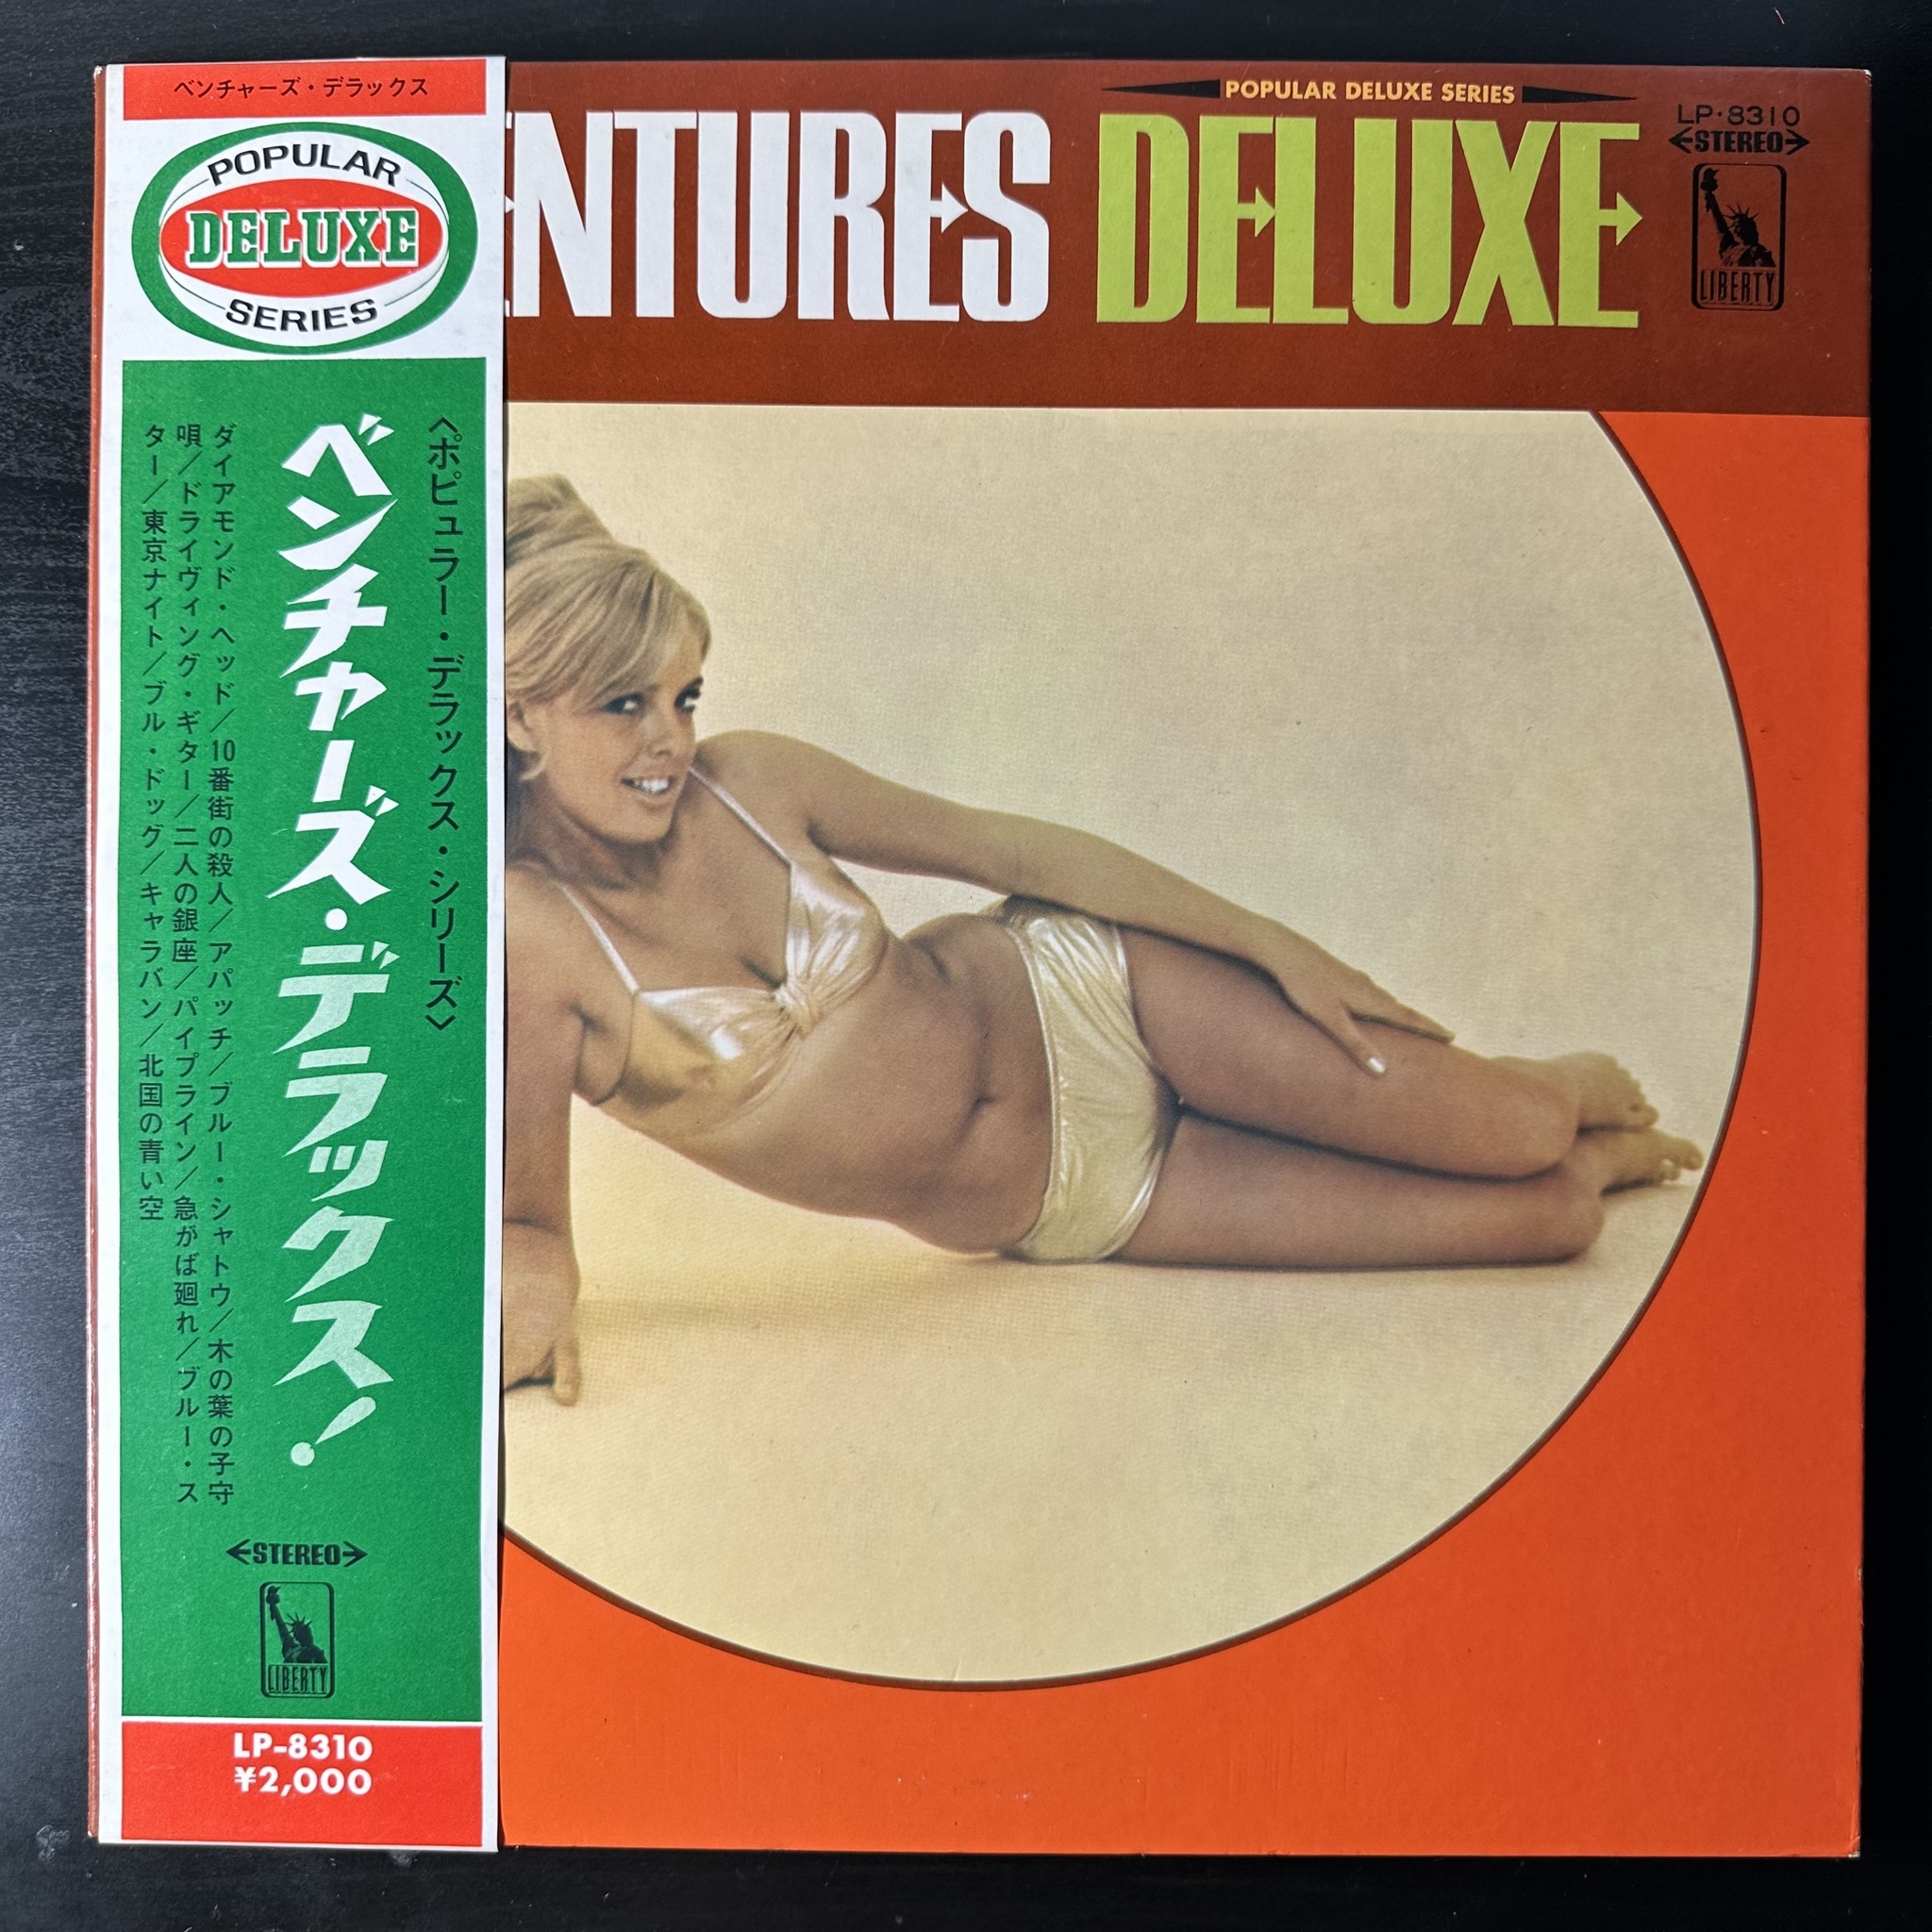 ベンチャーズ・デラックス
POPULAR
DELUXE
SERIES
〈ポピュラー・デラックス・シリーズ〉
ベンチャーズ・デラックス!
ダイアモンド・ヘッド/10番街の殺人/アパッチ/ブルー・シャトウ/木の葉の子守
唄/ドライヴィング・ギター/二人の銀座/パイプライン/急がば廻れ/ブルー・ス
ター/東京ナイト/ブル・ドッグ/キャラバン/北国の青い空
STEREO
LIBERTY
LP-8310
¥2,000
POPULAR DELUXE SERIES
ENTURES DELUXE
LP·8310
STEREO
LIBERTY